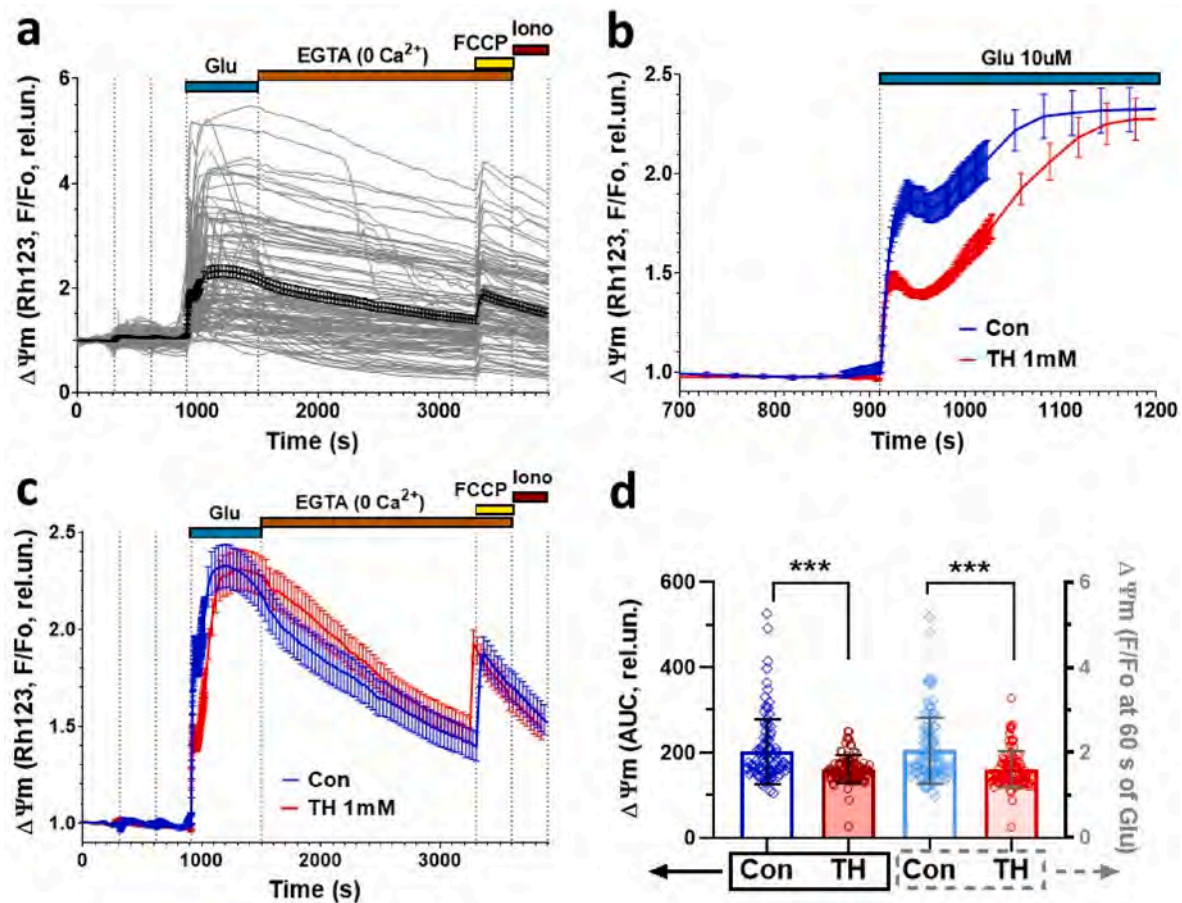 a
Iono
FCCP
EGTA (0 Ca²⁺)
Glu
ΔΨm (Rh123, F/Fo, rel.un.)
6
4
2
0
0 1000 2000 3000
Time (s)
b
Glu 10uM
ΔΨm (Rh123, F/Fo, rel.un.)
2.5
2.0
1.5
1.0
Con
TH 1mM
700 800 900 1000 1100 1200
Time (s)
c
Iono
FCCP
EGTA (0 Ca²⁺)
Glu
ΔΨm (Rh123, F/Fo, rel.un.)
2.5
2.0
1.5
1.0
Con
TH 1mM
0 1000 2000 3000
Time (s)
d
*** ***
ΔΨm (AUC, rel.un.)
600
400
200
0
6
4
2
0
ΔΨm (F/Fo at 60 s of Glu)
Con TH Con TH